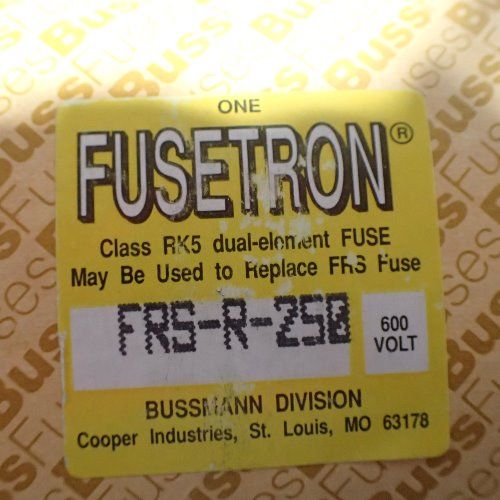 ONE
FUSETRON®
Class RK5 dual-element FUSE
May Be Used to Replace FRS Fuse
FRS-R-250
600
VOLT
BUSSMANN DIVISION
Cooper Industries, St. Louis, MO 63178